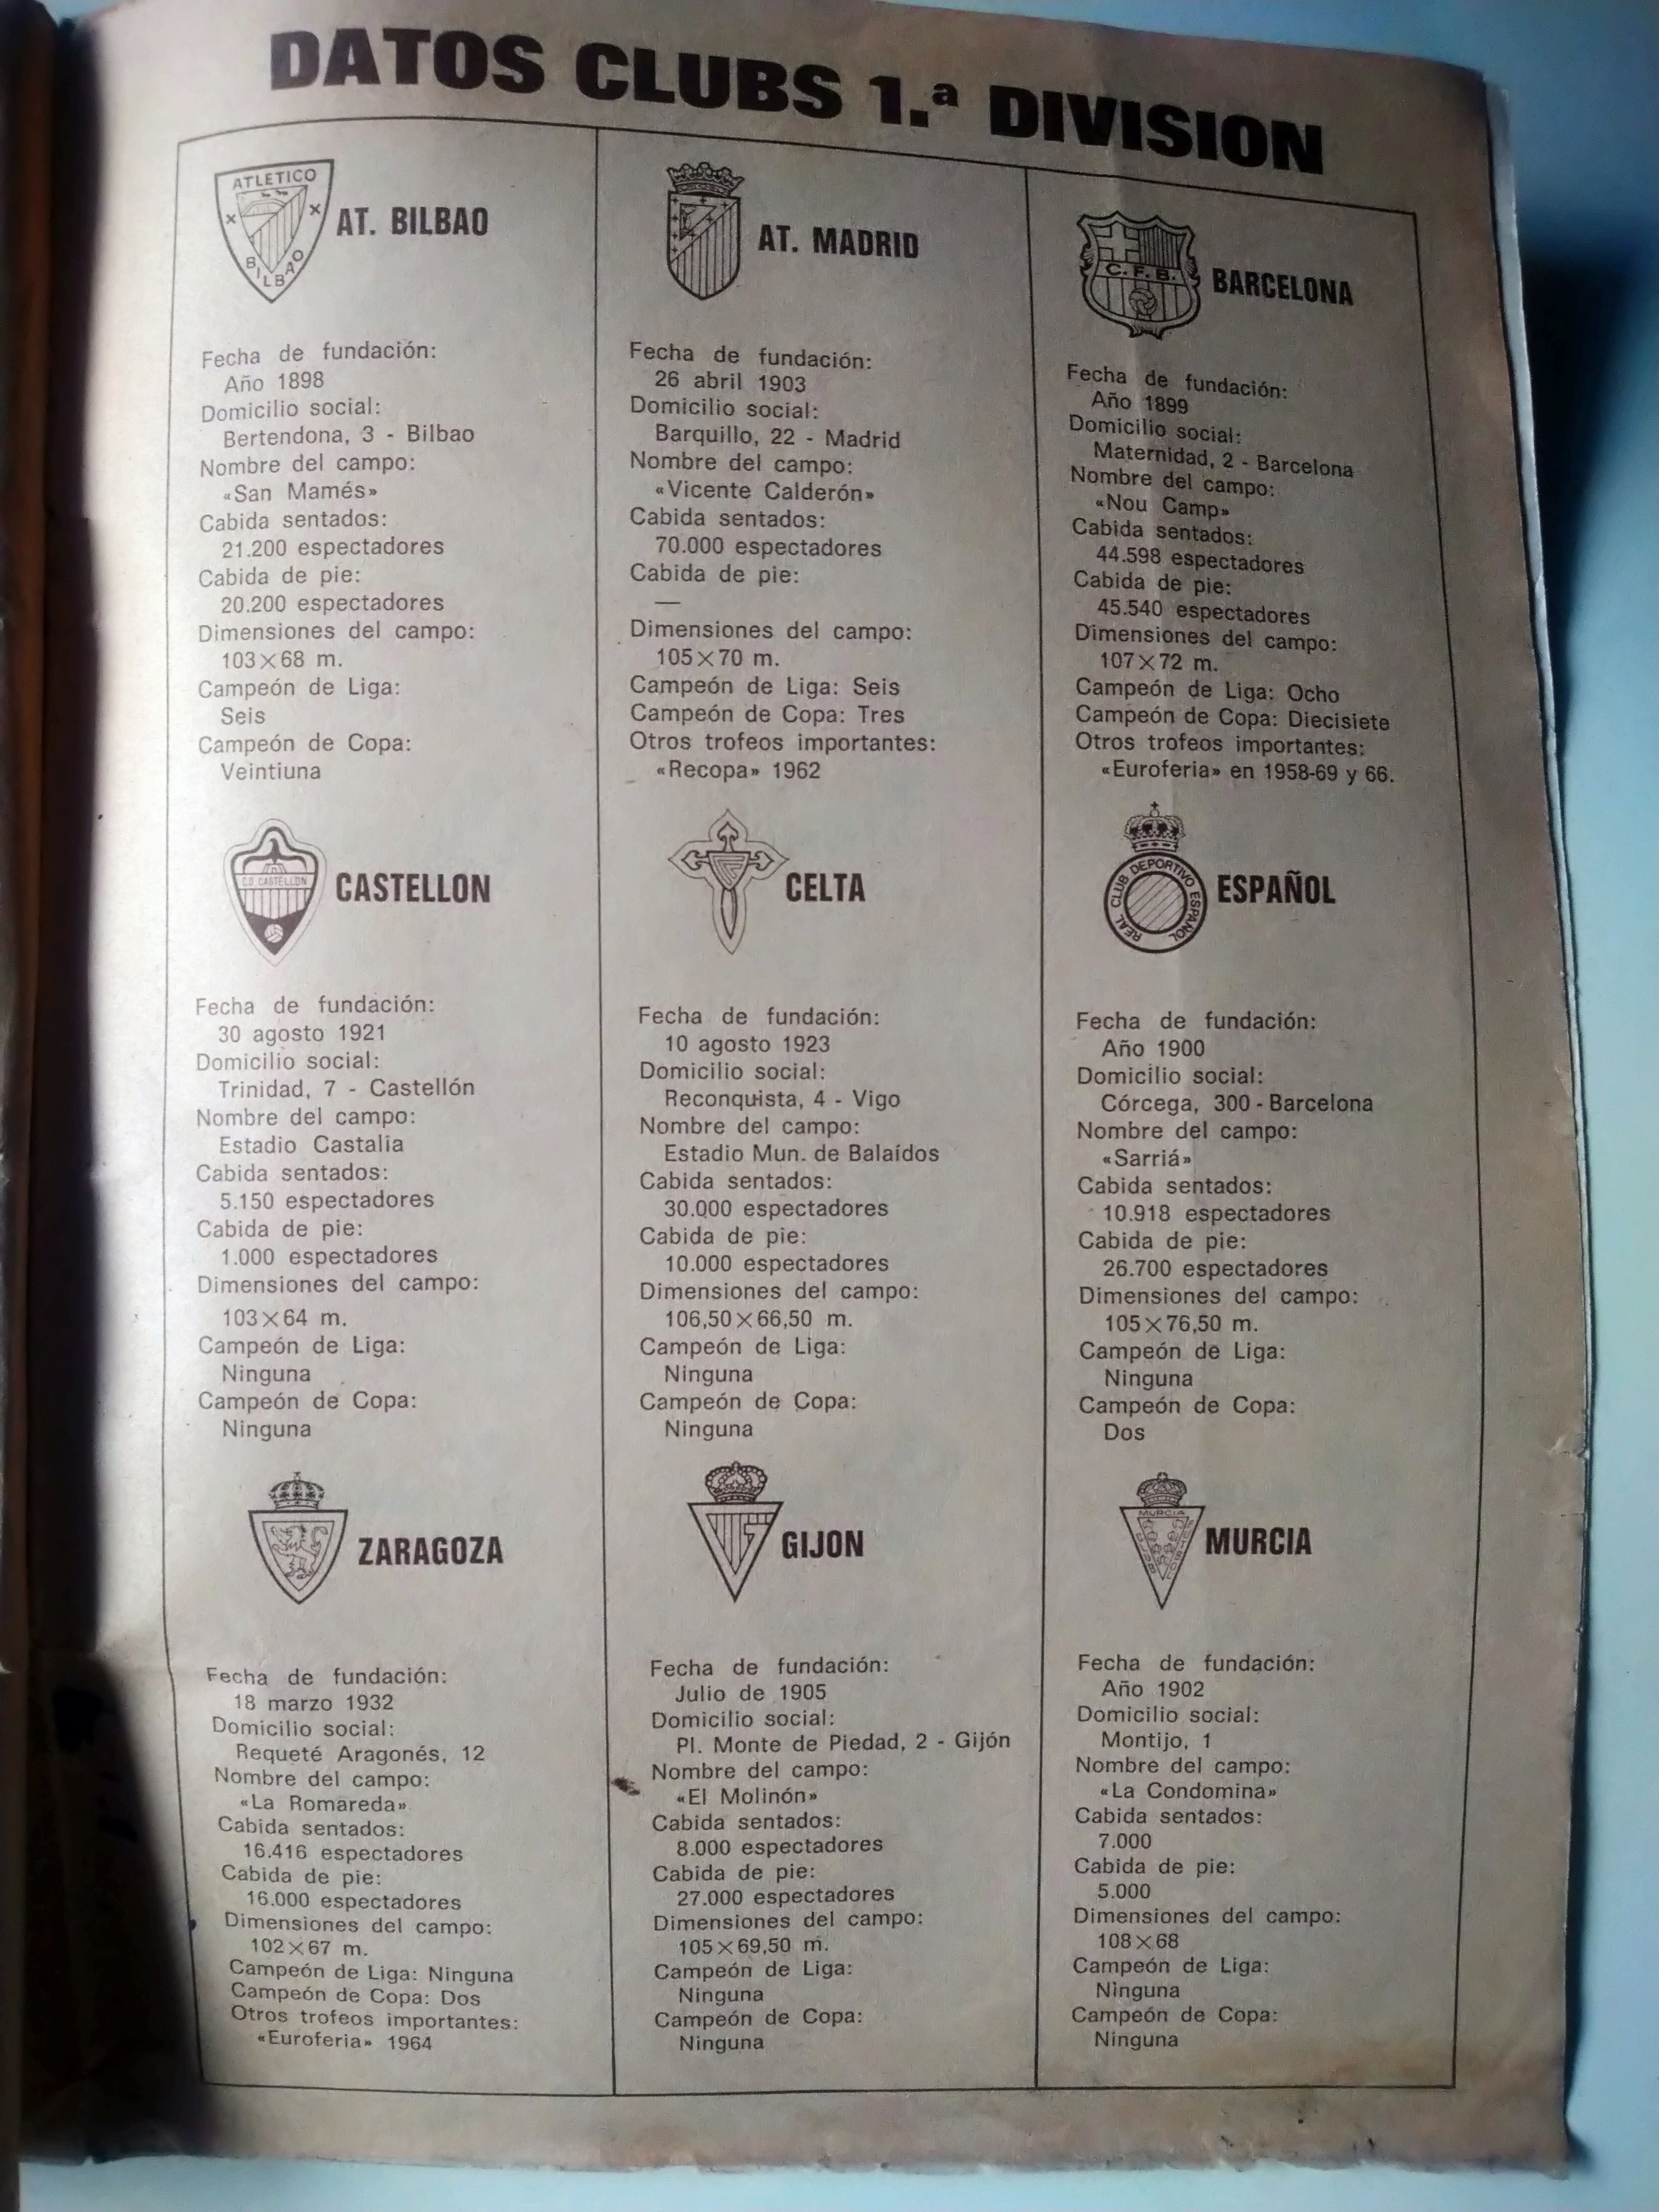 DATOS CLUBS 1.ª DIVISION
ATLETICO
BILBAO
AT. BILBAO
Fecha de fundación:
Año 1898
Domicilio social:
Bertendona, 3 - Bilbao
Nombre del campo:
«San Mamés»
Cabida sentados:
21.200 espectadores
Cabida de pie:
20.200 espectadores
Dimensiones del campo:
103×68 m.
Campeón de Liga:
Seis
Campeón de Copa:
Veintiuna
AT. MADRID
Fecha de fundación:
26 abril 1903
Domicilio social:
Barquillo, 22 - Madrid
Nombre del campo:
«Vicente Calderón»
Cabida sentados:
70.000 espectadores
Cabida de pie:
—
Dimensiones del campo:
105×70 m.
Campeón de Liga: Seis
Campeón de Copa: Tres
Otros trofeos importantes:
«Recopa» 1962
C. F. B.
BARCELONA
Fecha de fundación:
Año 1899
Domicilio social:
Maternidad, 2 - Barcelona
Nombre del campo:
«Nou Camp»
Cabida sentados:
44.598 espectadores
Cabida de pie:
45.540 espectadores
Dimensiones del campo:
107×72 m.
Campeón de Liga: Ocho
Campeón de Copa: Diecisiete
Otros trofeos importantes:
«Euroferia» en 1958-69 y 66.
C.D. CASTELLON
CASTELLON
Fecha de fundación:
30 agosto 1921
Domicilio social:
Trinidad, 7 - Castellón
Nombre del campo:
Estadio Castalia
Cabida sentados:
5.150 espectadores
Cabida de pie:
1.000 espectadores
Dimensiones del campo:
103×64 m.
Campeón de Liga:
Ninguna
Campeón de Copa:
Ninguna
CELTA
Fecha de fundación:
10 agosto 1923
Domicilio social:
Reconquista, 4 - Vigo
Nombre del campo:
Estadio Mun. de Balaídos
Cabida sentados:
30.000 espectadores
Cabida de pie:
10.000 espectadores
Dimensiones del campo:
106,50×66,50 m.
Campeón de Liga:
Ninguna
Campeón de Copa:
Ninguna
REAL CLUB DEPORTIVO ESPAÑOL
ESPAÑOL
Fecha de fundación:
Año 1900
Domicilio social:
Córcega, 300 - Barcelona
Nombre del campo:
«Sarriá»
Cabida sentados:
10.918 espectadores
Cabida de pie:
26.700 espectadores
Dimensiones del campo:
105×76,50 m.
Campeón de Liga:
Ninguna
Campeón de Copa:
Dos
ZARAGOZA
Fecha de fundación:
18 marzo 1932
Domicilio social:
Requeté Aragonés, 12
Nombre del campo:
«La Romareda»
Cabida sentados:
16.416 espectadores
Cabida de pie:
16.000 espectadores
Dimensiones del campo:
102×67 m.
Campeón de Liga: Ninguna
Campeón de Copa: Dos
Otros trofeos importantes:
«Euroferia» 1964
GIJON
Fecha de fundación:
Julio de 1905
Domicilio social:
Pl. Monte de Piedad, 2 - Gijón
Nombre del campo:
«El Molinón»
Cabida sentados:
8.000 espectadores
Cabida de pie:
27.000 espectadores
Dimensiones del campo:
105×69,50 m.
Campeón de Liga:
Ninguna
Campeón de Copa:
Ninguna
MURCIA
MURCIA
Fecha de fundación:
Año 1902
Domicilio social:
Montijo, 1
Nombre del campo:
«La Condomina»
Cabida sentados:
7.000
Cabida de pie:
5.000
Dimensiones del campo:
108×68
Campeón de Liga:
Ninguna
Campeón de Copa:
Ninguna